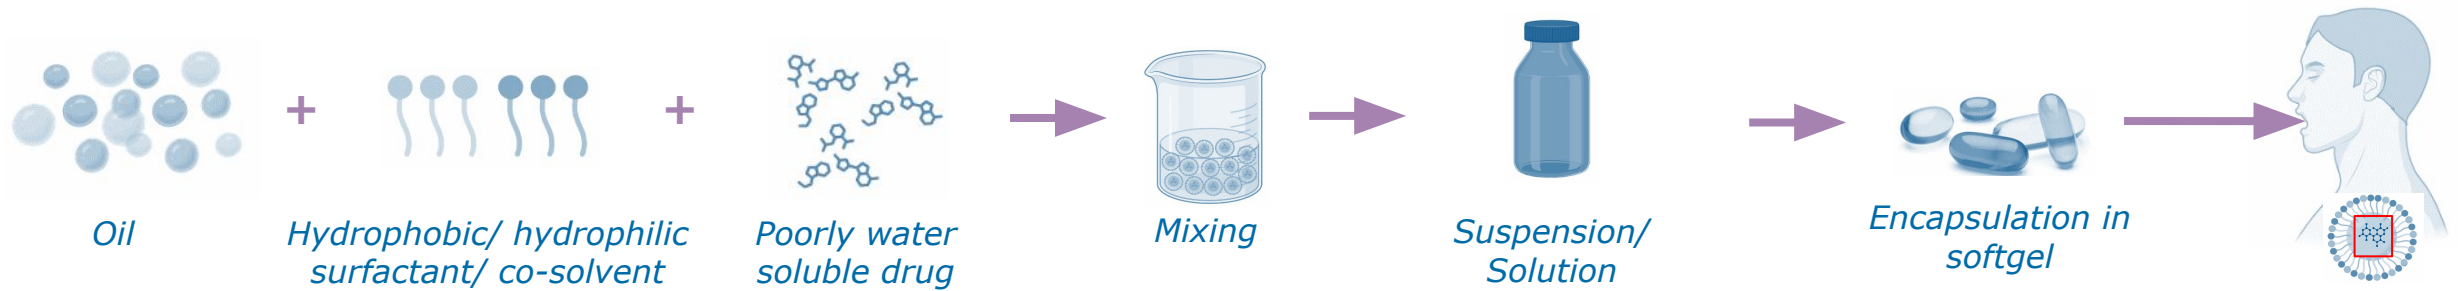 Oil
Hydrophobic/ hydrophilic
surfactant/ co-solvent
Poorly water
soluble drug
Mixing
Suspension/
Solution
Encapsulation in
softgel